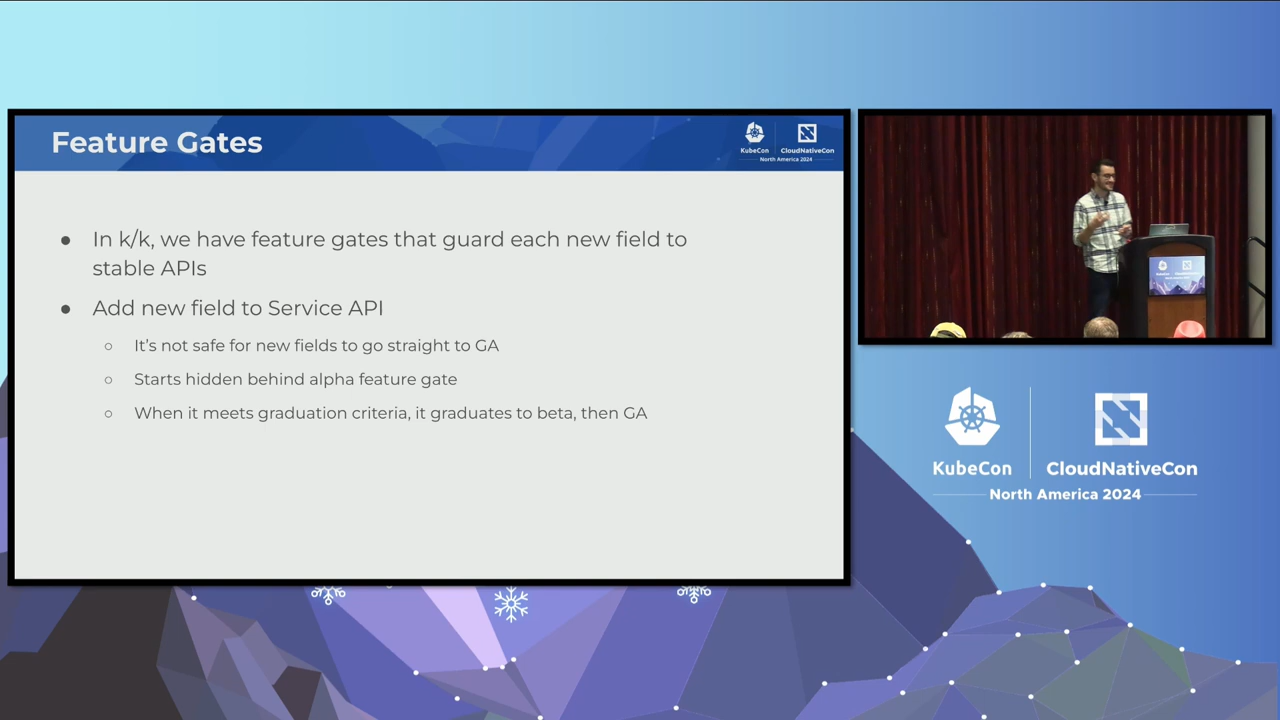 Feature Gates
KubeCon
CloudNativeCon
North America 2024
● In k/k, we have feature gates that guard each new field to
stable APIs
● Add new field to Service API
○ It's not safe for new fields to go straight to GA
○ Starts hidden behind alpha feature gate
○ When it meets graduation criteria, it graduates to beta, then GA
KubeCon
CloudNativeCon
North America 2024